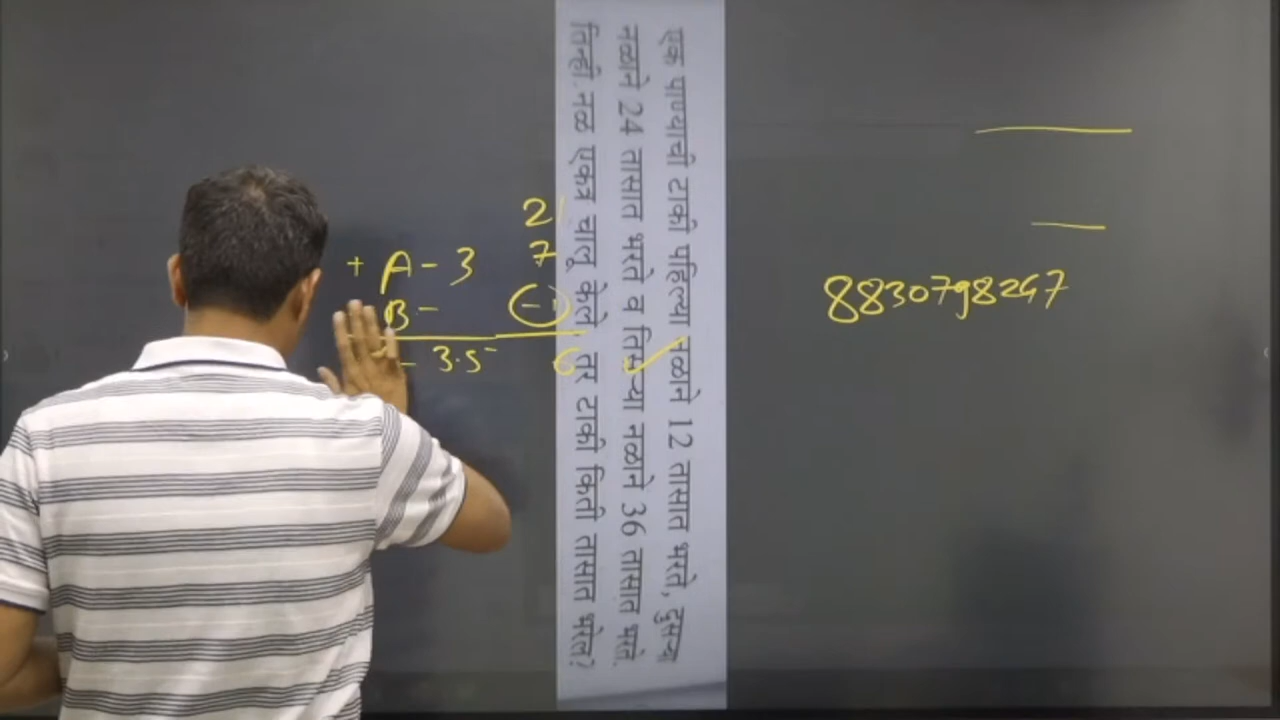 एक पाण्याची टाकी पहिल्या नळाने 12 तासात भरते, दुसऱ्या
नळाने 24 तासात भरते व तिसऱ्या नळाने 36 तासात भरते.
तिन्ही नळ एकत्र चालू केले तर टाकी किती तासात भरेल?
21
+ A - 3 7
B - -1
- 3.5 6
8830798247